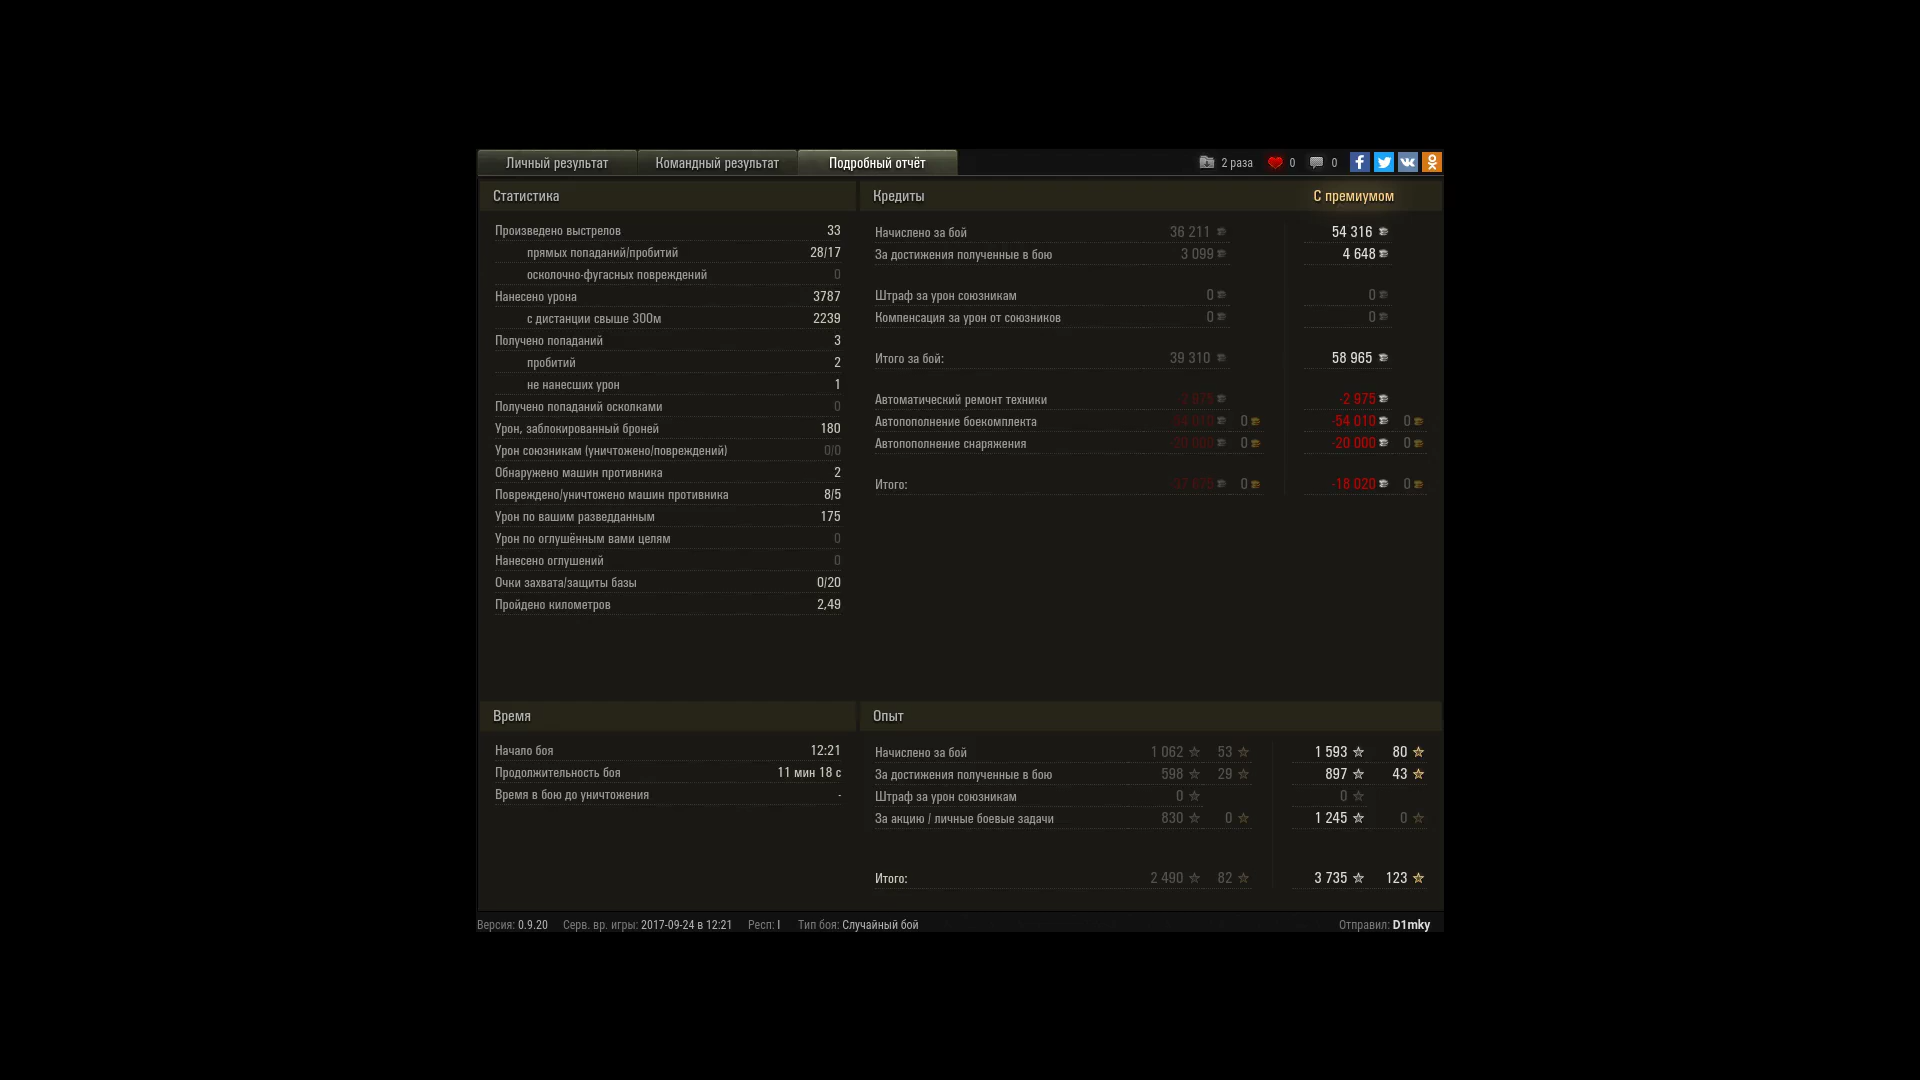 Личный результат Командный результат Подробный отчёт 2 раза 0 0
Статистика
Произведено выстрелов 33
прямых попаданий/пробитий 28/17
осколочно-фугасных повреждений 0
Нанесено урона 3787
с дистанции свыше 300м 2239
Получено попаданий 3
пробитий 2
не нанесших урон 1
Получено попаданий осколками 0
Урон, заблокированный броней 180
Урон союзникам (уничтожено/повреждений) 0/0
Обнаружено машин противника 2
Повреждено/уничтожено машин противника 8/5
Урон по вашим разведданным 175
Урон по оглушённым вами целям 0
Нанесено оглушений 0
Очки захвата/защиты базы 0/20
Пройдено километров 2,49
Кредиты С премиумом
Начислено за бой 36 211 54 316
За достижения полученные в бою 3 099 4 648
Штраф за урон союзникам 0 0
Компенсация за урон от союзников 0 0
Итого за бой: 39 310 58 965
Автоматический ремонт техники -2 975 -2 975
Автопополнение боекомплекта -54 010 0 -54 010 0
Автопополнение снаряжения -20 000 0 -20 000 0
Итого: 0 -18 020 0
Время
Начало боя 12:21
Продолжительность боя 11 мин 18 с
Время в бою до уничтожения -
Опыт
Начислено за бой 1 062 53 1 593 80
За достижения полученные в бою 598 29 897 43
Штраф за урон союзникам 0 0
За акцию / личные боевые задачи 830 0 1 245 0
Итого: 2 490 82 3 735 123
Версия: 0.9.20 Серв. вр. игры: 2017-09-24 в 12:21 Респ: I Тип боя: Случайный бой Отправил: D1mky